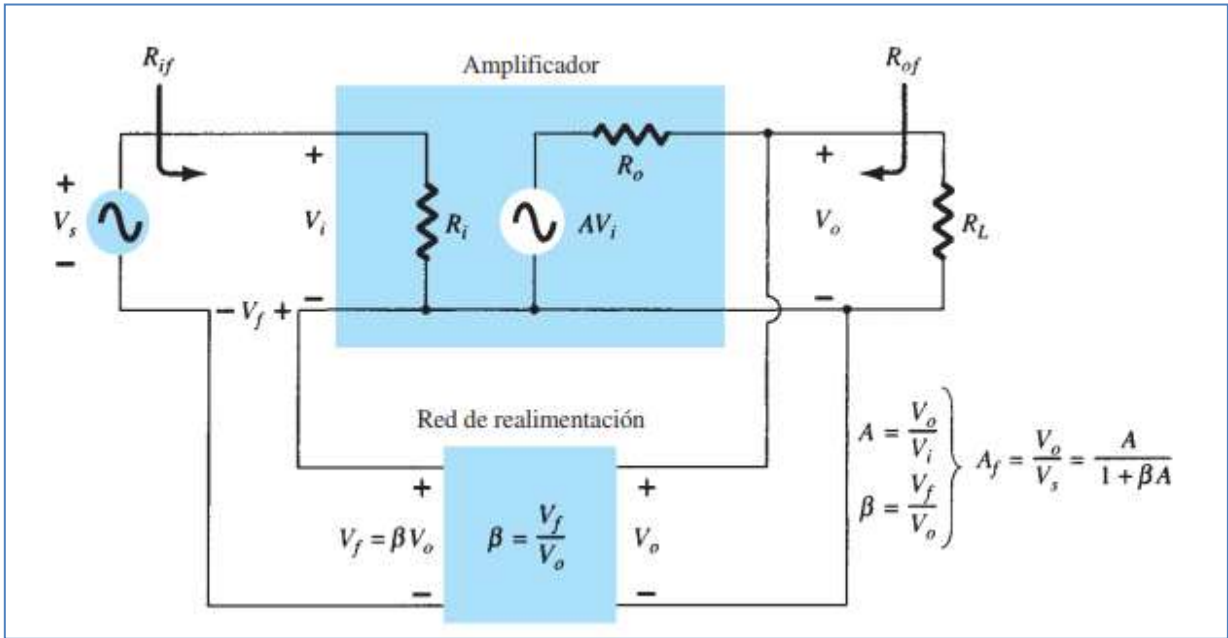 R_if
Amplificador
R_of
+
V_s
−
+
V_i
−
R_i
AV_i
R_o
+
V_o
−
R_L
− V_f +
Red de realimentación
+
V_f = βV_o
−
β = V_f / V_o
+
V_o
−
A = V_o / V_i
β = V_f / V_o
A_f = V_o / V_s = A / (1 + βA)